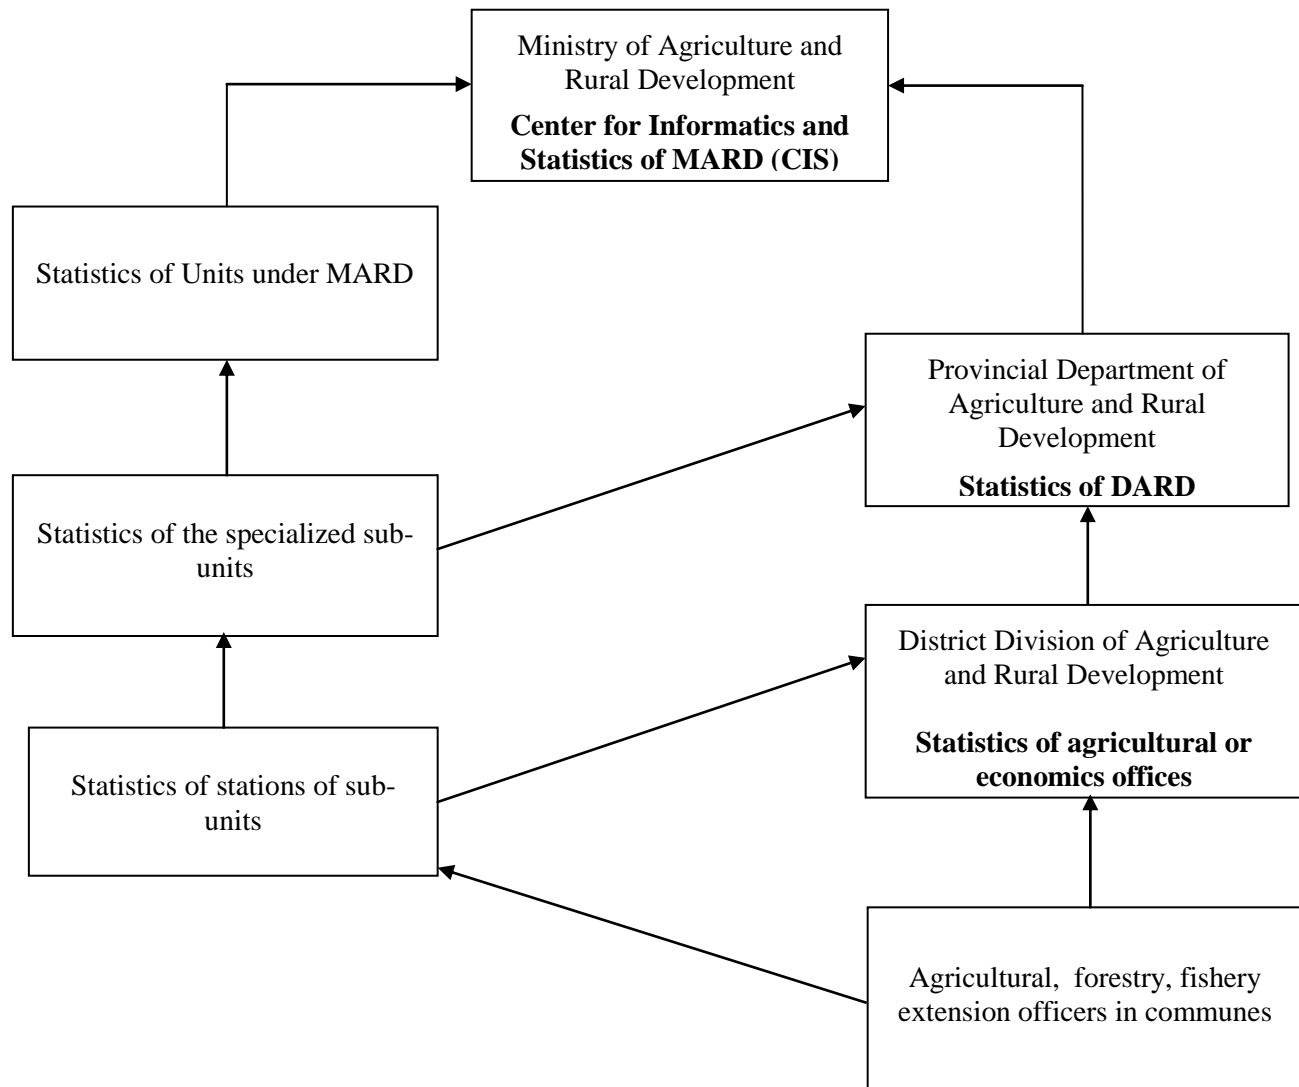 Ministry of Agriculture and
Rural Development
Center for Informatics and
Statistics of MARD (CIS)
Statistics of Units under MARD
Provincial Department of
Agriculture and Rural
Development
Statistics of DARD
Statistics of the specialized sub-
units
District Division of Agriculture
and Rural Development
Statistics of agricultural or
economics offices
Statistics of stations of sub-
units
Agricultural, forestry, fishery
extension officers in communes